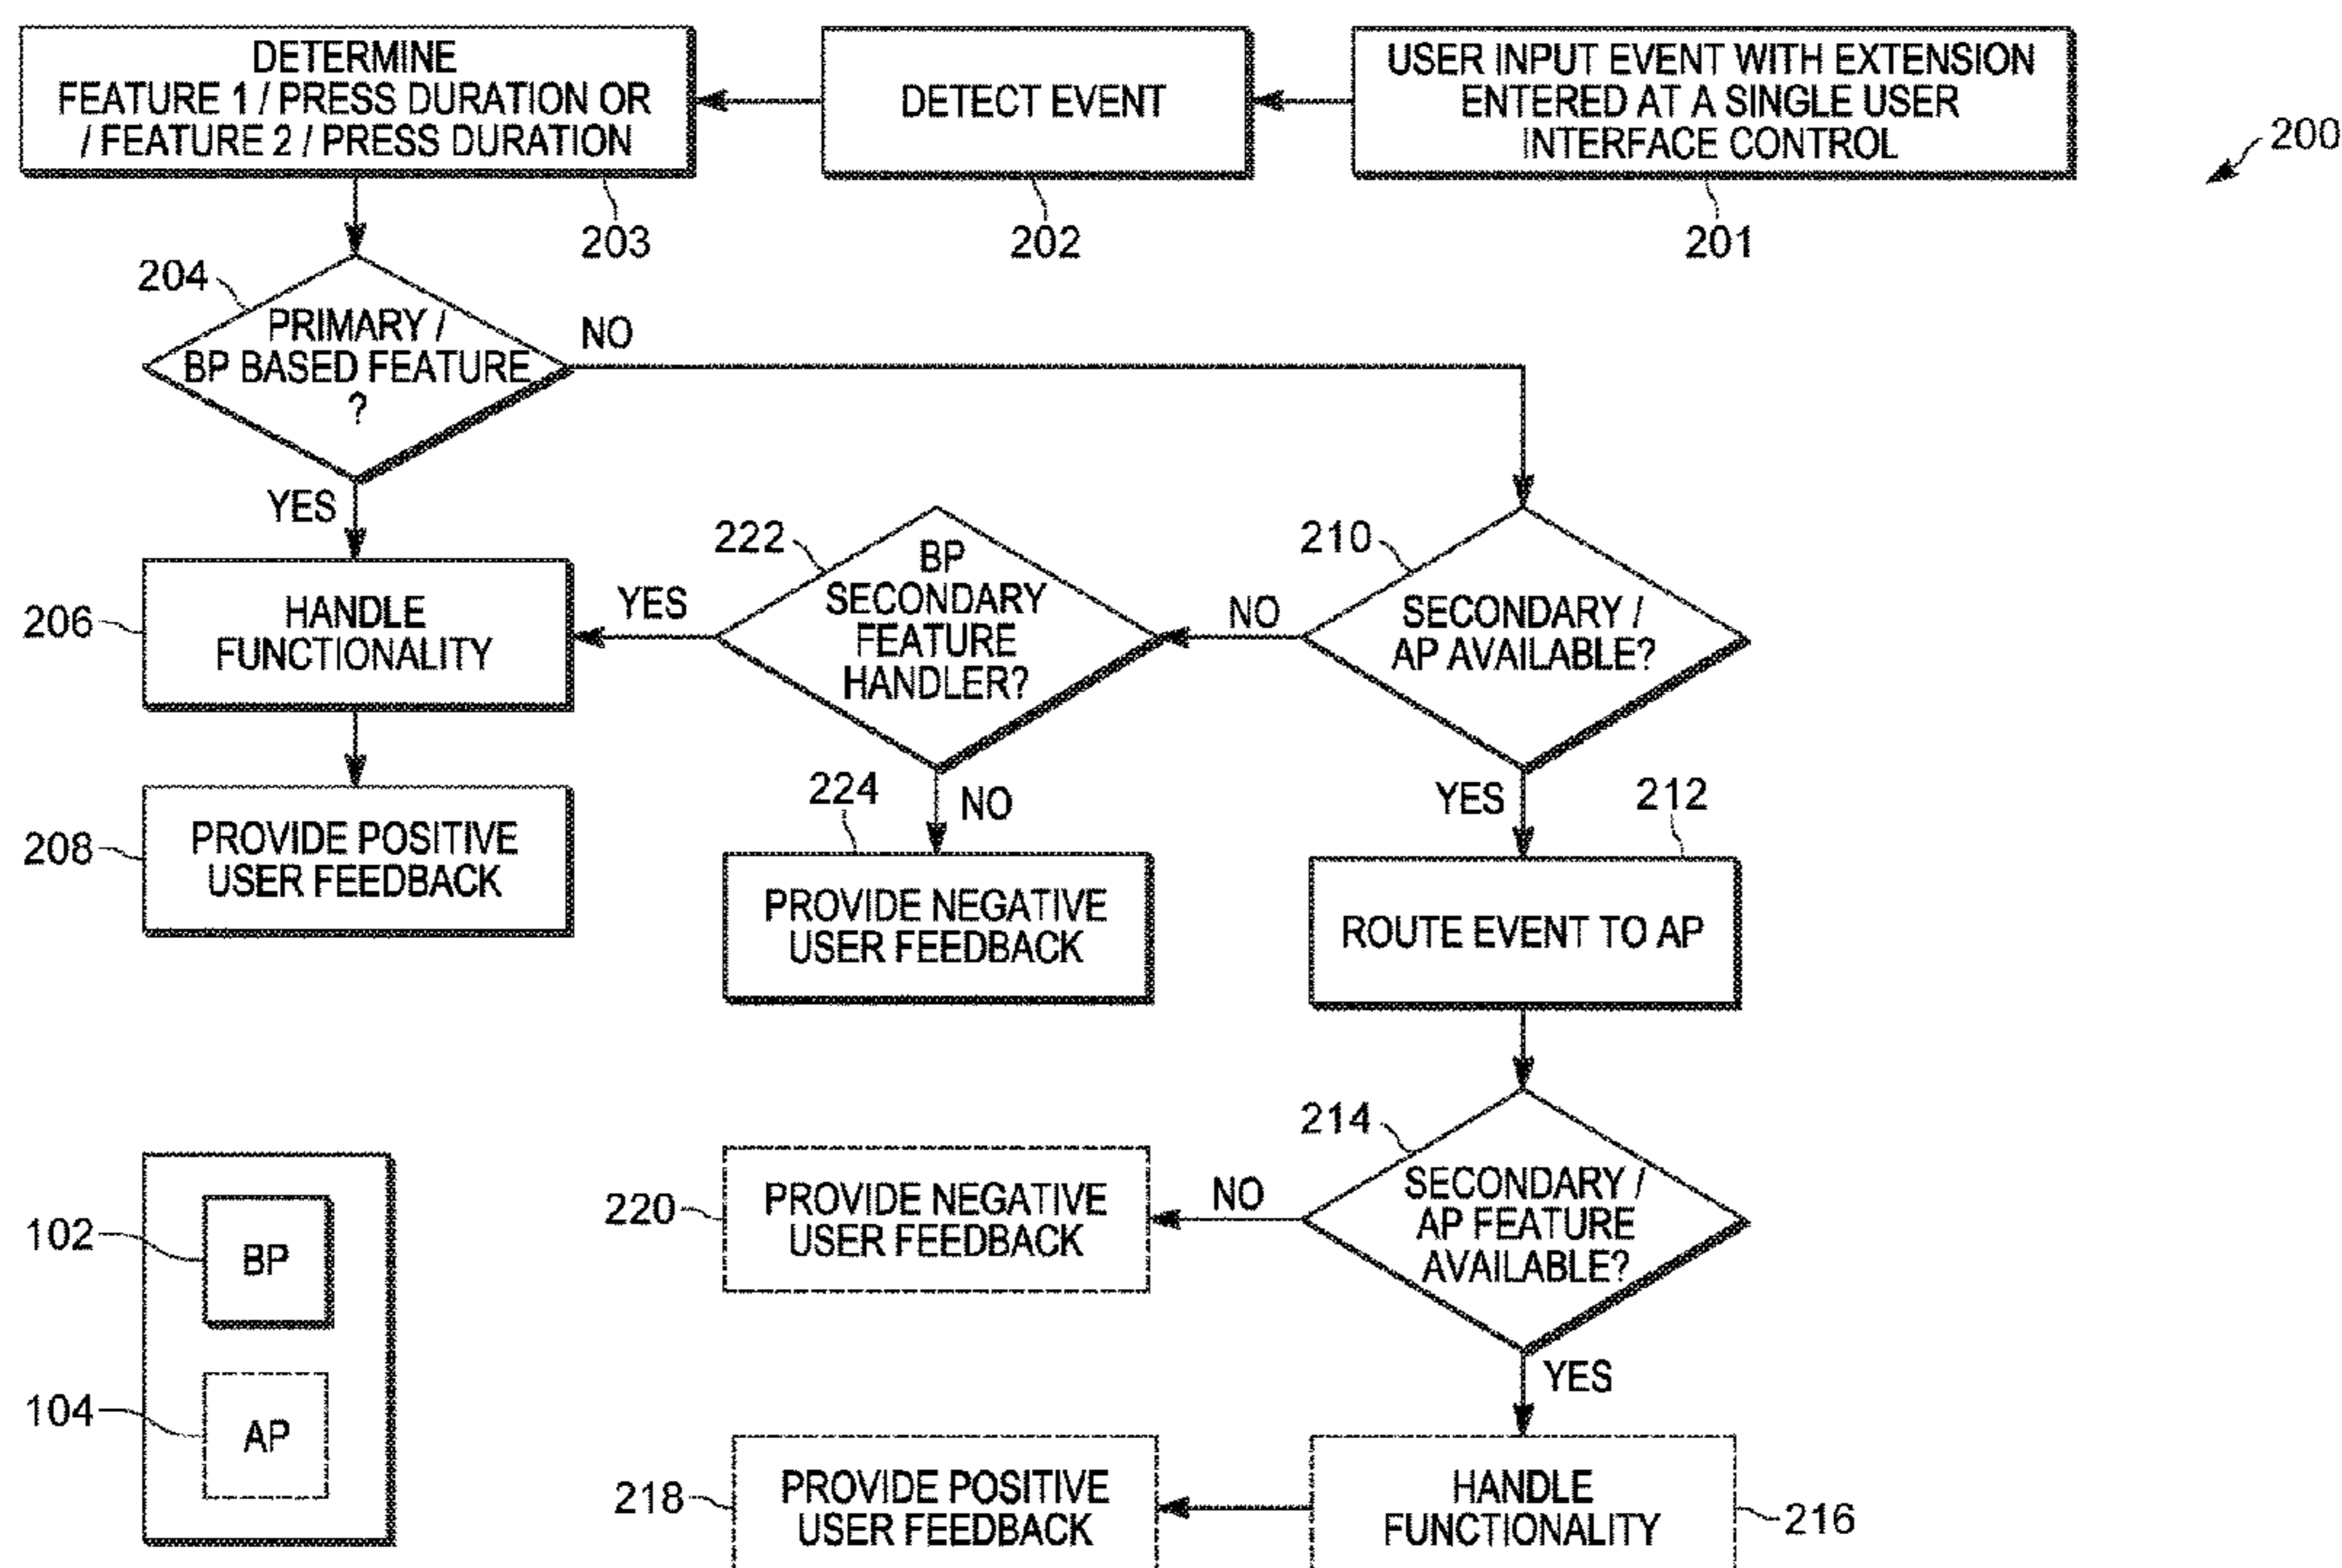 DETERMINE
FEATURE 1 / PRESS DURATION OR
/ FEATURE 2 / PRESS DURATION
DETECT EVENT
USER INPUT EVENT WITH EXTENSION
ENTERED AT A SINGLE USER
INTERFACE CONTROL
200
203
202
201
204
PRIMARY /
BP BASED FEATURE
?
NO
YES
222
BP
SECONDARY
FEATURE
HANDLER?
210
SECONDARY /
AP AVAILABLE?
206
HANDLE
FUNCTIONALITY
YES
NO
224
NO
YES
212
208
PROVIDE POSITIVE
USER FEEDBACK
PROVIDE NEGATIVE
USER FEEDBACK
ROUTE EVENT TO AP
214
SECONDARY /
AP FEATURE
AVAILABLE?
220
PROVIDE NEGATIVE
USER FEEDBACK
NO
102
BP
104
AP
YES
218
PROVIDE POSITIVE
USER FEEDBACK
HANDLE
FUNCTIONALITY
216